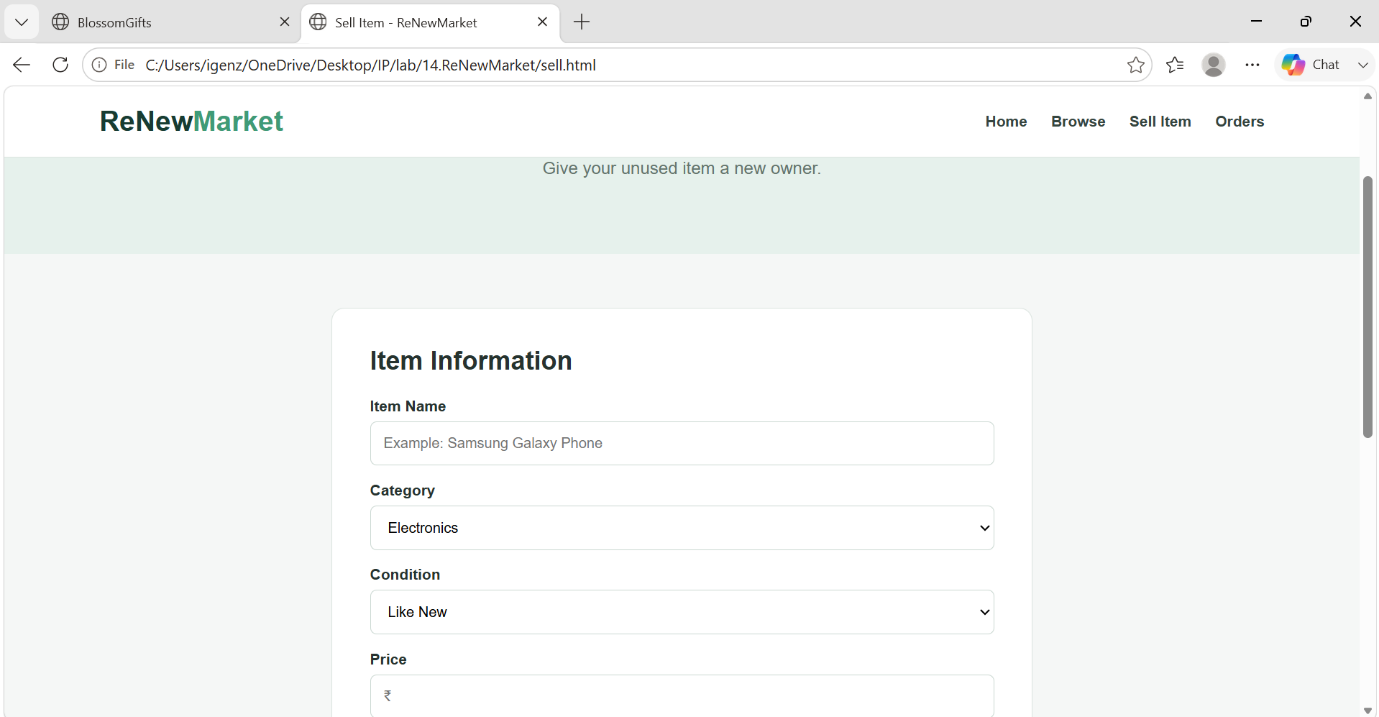 BlossomGifts
Sell Item - ReNewMarket
File C:/Users/igenz/OneDrive/Desktop/IP/lab/14.ReNewMarket/sell.html
Chat
ReNewMarket
Home Browse Sell Item Orders
Give your unused item a new owner.
Item Information
Item Name
Example: Samsung Galaxy Phone
Category
Electronics
Condition
Like New
Price
₹